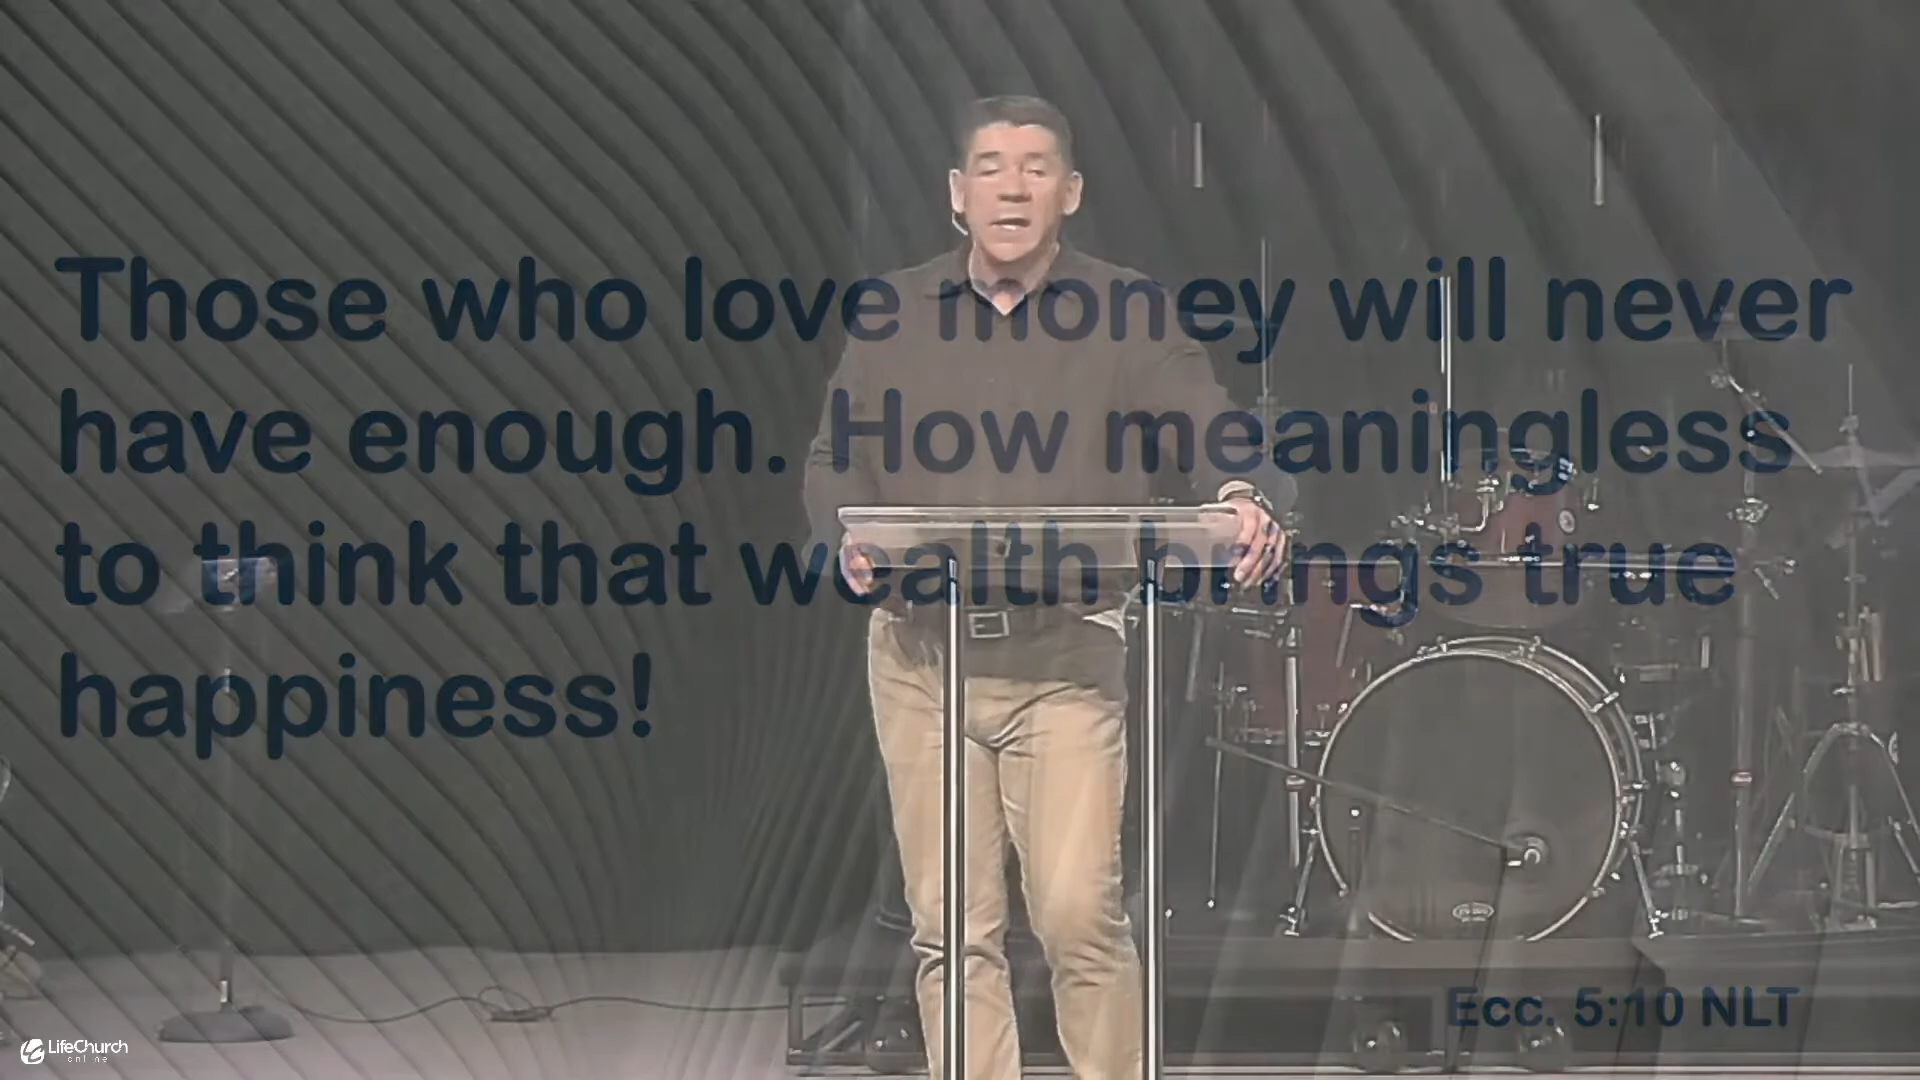 Those who love money will never
have enough. How meaningless
to think that wealth brings true
happiness!
Ecc. 5:10 NLT
LifeChurch
online